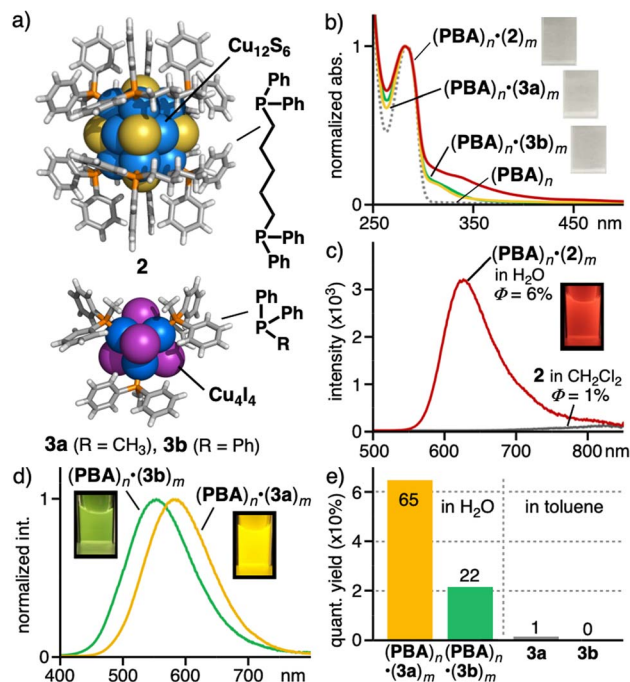 a)
Cu12S6
Ph
P-Ph
P-Ph
Ph
2
Ph
P Ph
R
Cu4I4
3a (R = CH3), 3b (R = Ph)
b)
normalized abs.
1
0
250 350 450 nm
(PBA)n•(2)m
(PBA)n•(3a)m
(PBA)n•(3b)m
(PBA)n
c)
intensity (x10³)
3
2
1
0
500 600 700 800 nm
(PBA)n•(2)m
in H2O
Φ = 6%
2 in CH2Cl2
Φ = 1%
d)
normalized int.
1
0
400 500 600 700 nm
(PBA)n•(3b)m
(PBA)n•(3a)m
e)
quant. yield (x10%)
6
4
2
0
in H2O
in toluene
65
22
1
0
(PBA)n
•(3a)m
(PBA)n
•(3b)m
3a
3b